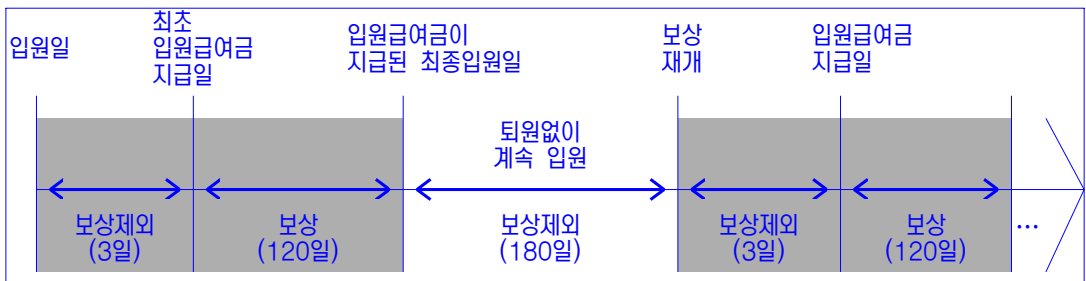 입원일
최초
입원급여금
지급일
입원급여금이
지급된 최종입원일
보상
재개
입원급여금
지급일
퇴원없이
계속 입원
보상제외
(3일)
보상
(120일)
보상제외
(180일)
보상제외
(3일)
보상
(120일)
...